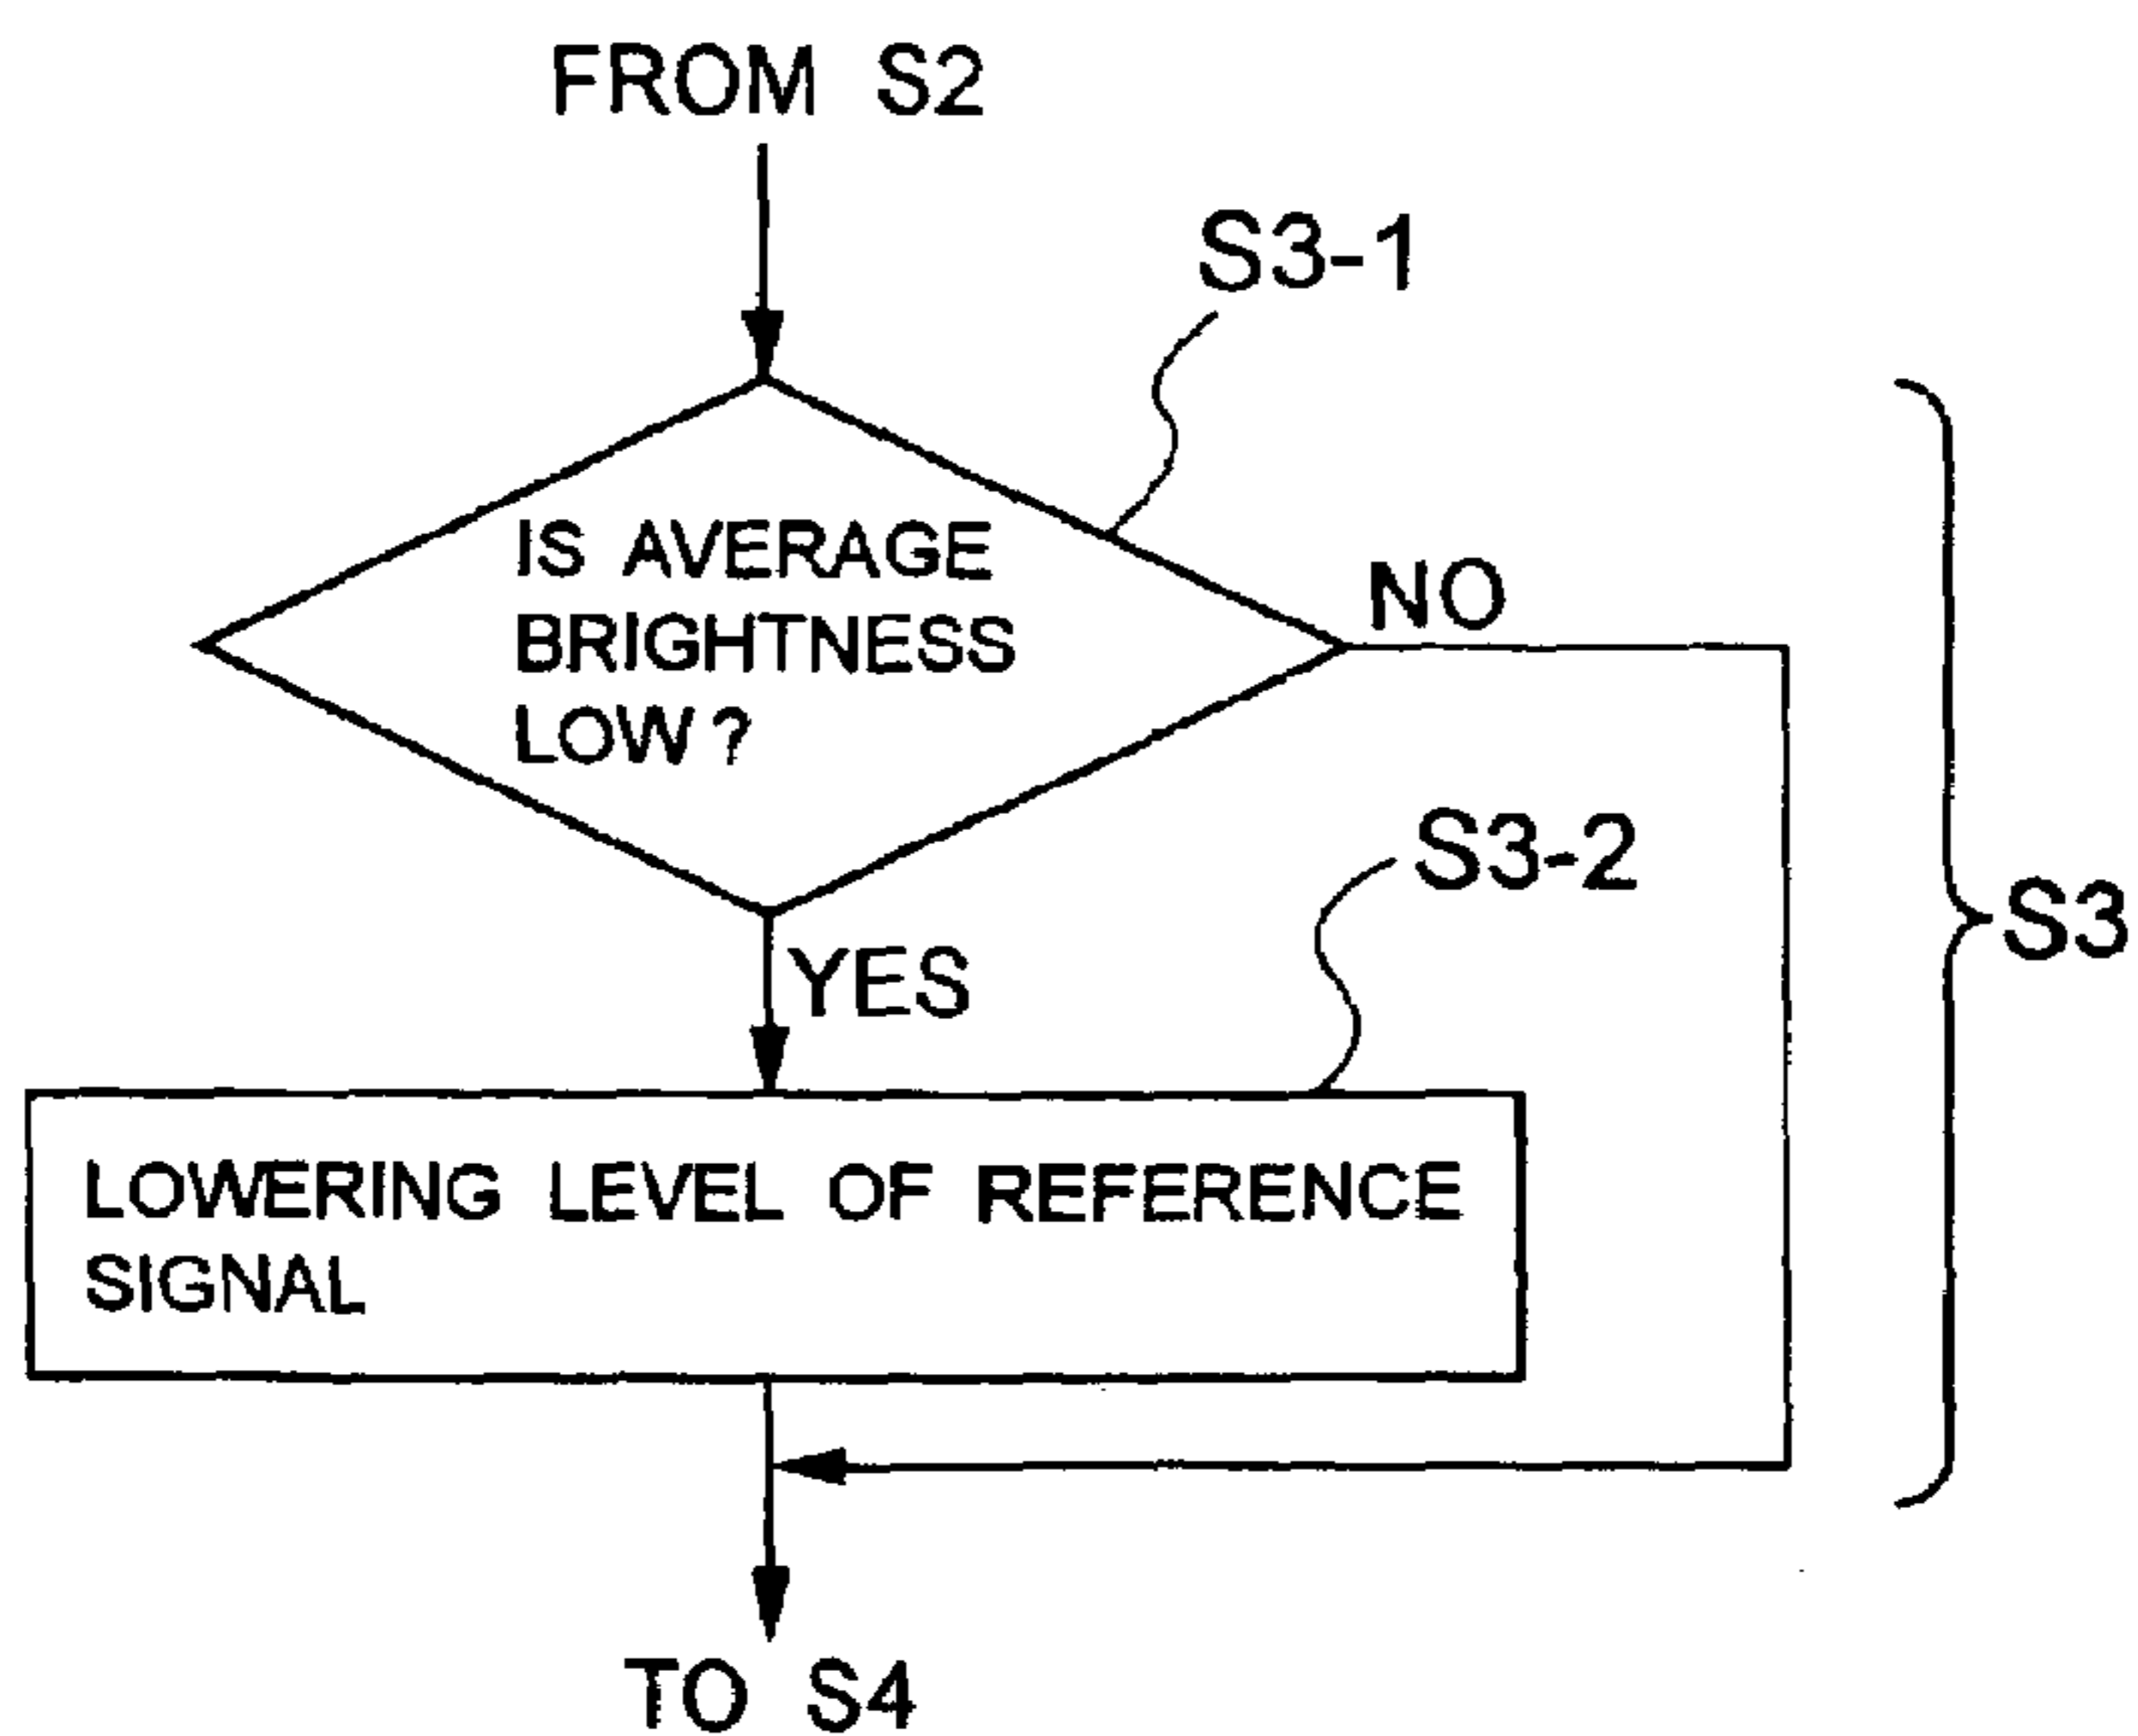 FROM S2
S3-1
IS AVERAGE
BRIGHTNESS
LOW?
NO
S3-2
S3
YES
LOWERING LEVEL OF REFERENCE
SIGNAL
TO S4